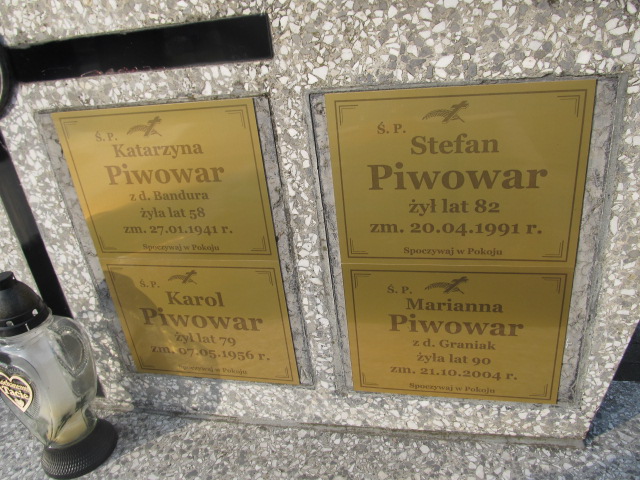 Ś. P.
Katarzyna
Piwowar
z d. Bandura
żyła lat 58
zm. 27.01.1941 r.
Spoczywaj w Pokoju
Ś. P.
Karol
Piwowar
żył lat 79
zm. 07.05.1956 r.
Spoczywaj w Pokoju
Ś. P.
Stefan
Piwowar
żył lat 82
zm. 20.04.1991 r.
Spoczywaj w Pokoju
Ś. P.
Marianna
Piwowar
z d. Graniak
żyła lat 90
zm. 21.10.2004 r.
Spoczywaj w Pokoju